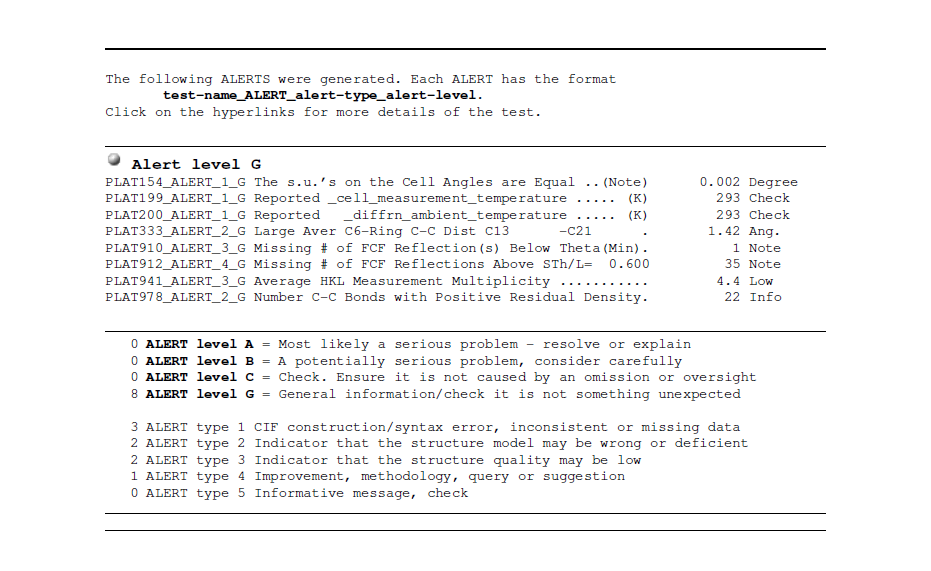 The following ALERTS were generated. Each ALERT has the format
test-name_ALERT_alert-type_alert-level.
Click on the hyperlinks for more details of the test.
Alert level G
PLAT154_ALERT_1_G The s.u.'s on the Cell Angles are Equal ..(Note) 0.002 Degree
PLAT199_ALERT_1_G Reported _cell_measurement_temperature ..... (K) 293 Check
PLAT200_ALERT_1_G Reported _diffrn_ambient_temperature ..... (K) 293 Check
PLAT333_ALERT_2_G Large Aver C6-Ring C-C Dist C13 -C21 . 1.42 Ang.
PLAT910_ALERT_3_G Missing # of FCF Reflection(s) Below Theta(Min). 1 Note
PLAT912_ALERT_4_G Missing # of FCF Reflections Above STh/L= 0.600 35 Note
PLAT941_ALERT_3_G Average HKL Measurement Multiplicity ........... 4.4 Low
PLAT978_ALERT_2_G Number C-C Bonds with Positive Residual Density. 22 Info
0 ALERT level A = Most likely a serious problem - resolve or explain
0 ALERT level B = A potentially serious problem, consider carefully
0 ALERT level C = Check. Ensure it is not caused by an omission or oversight
8 ALERT level G = General information/check it is not something unexpected
3 ALERT type 1 CIF construction/syntax error, inconsistent or missing data
2 ALERT type 2 Indicator that the structure model may be wrong or deficient
2 ALERT type 3 Indicator that the structure quality may be low
1 ALERT type 4 Improvement, methodology, query or suggestion
0 ALERT type 5 Informative message, check